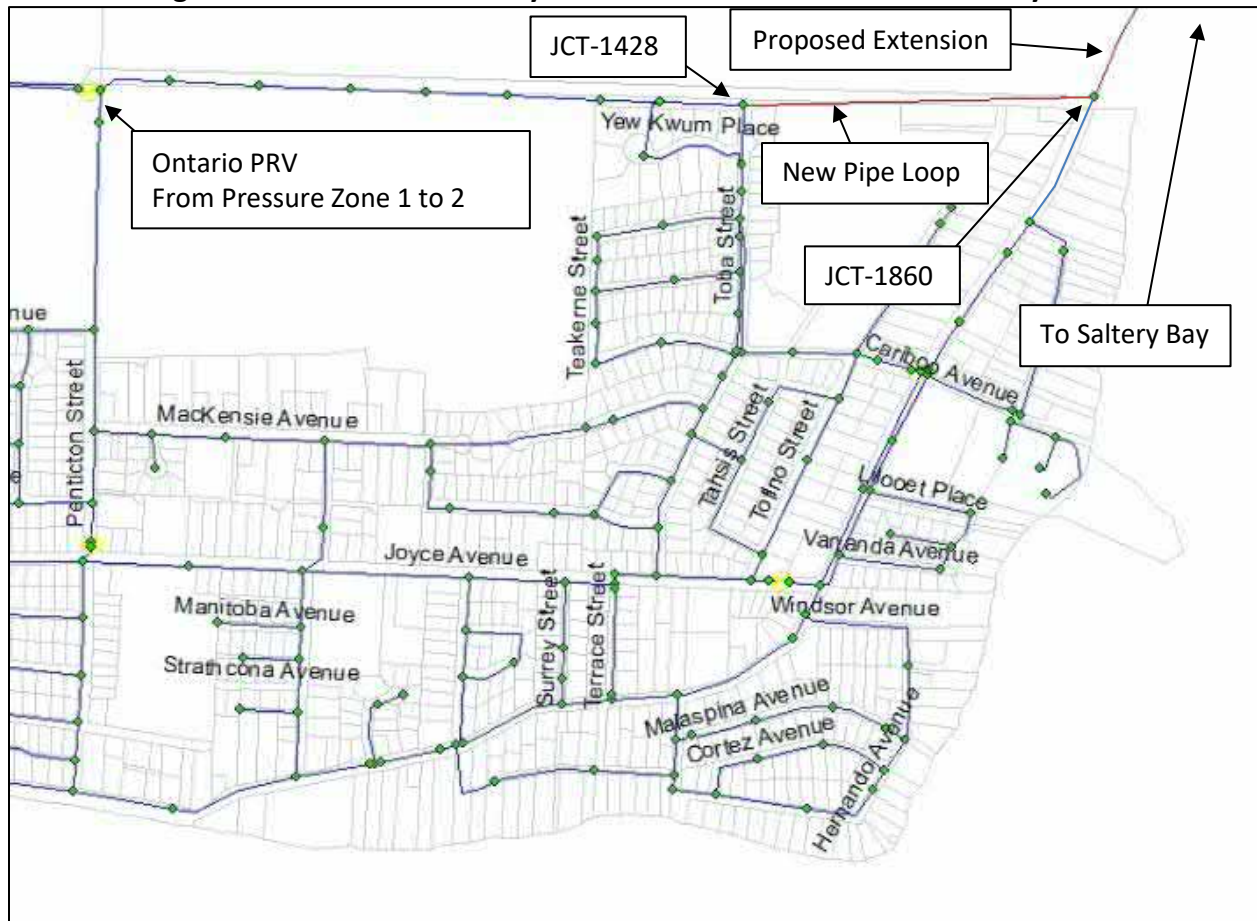 JCT-1428
Proposed Extension
Yew Kwum Place
Ontario PRV
From Pressure Zone 1 to 2
New Pipe Loop
Teakerne Street
Toba Street
JCT-1860
To Saltery Bay
nue
Cariboo Avenue
MacKensie Avenue
Penticton Street
Tahsis Street
Tofino Street
Lilooet Place
Joyce Avenue
Vananda Avenue
Manitoba Avenue
Surrey Street
Terrace Street
Windsor Avenue
Strathcona Avenue
Malaspina Avenue
Cortez Avenue
Hernando Avenue